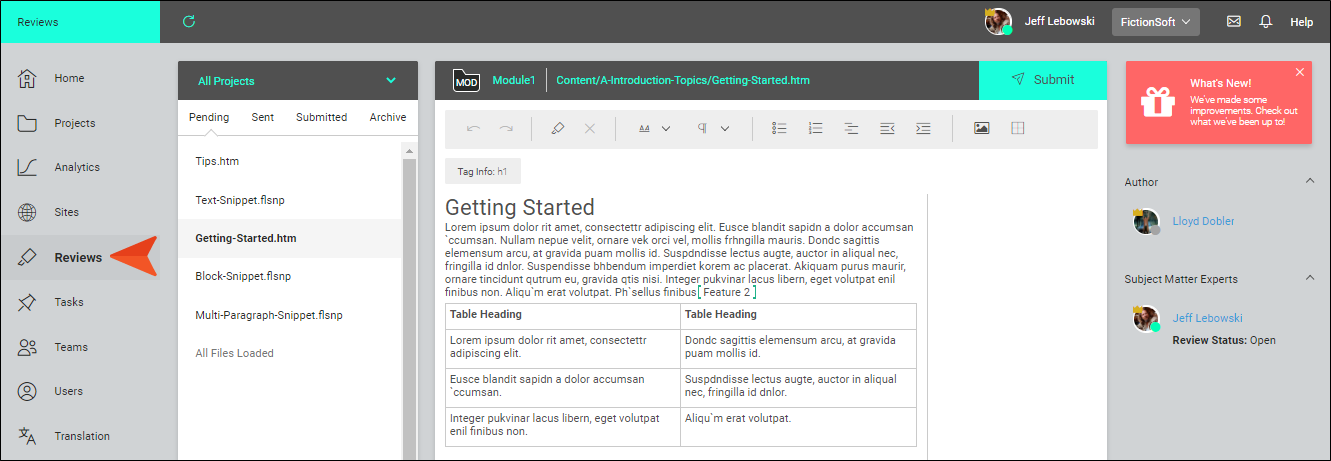 Reviews
Jeff Lebowski
FictionSoft
Help
Home
Projects
Analytics
Sites
Reviews
Tasks
Teams
Users
Translation
All Projects
Pending Sent Submitted Archive
Tips.htm
Text-Snippet.flsnp
Getting-Started.htm
Block-Snippet.flsnp
Multi-Paragraph-Snippet.flsnp
All Files Loaded
MOD
Module1
Content/A-Introduction-Topics/Getting-Started.htm
Submit
AA
Tag Info: h1
Getting Started
Lorem ipsum dolor rit amet, consectettr adipiscing elit. Eusce blandit sapidn a dolor accumsan
`ccumsan. Nullam nepue velit, ornare vek orci vel, mollis frhngilla mauris. Dondc sagittis
elemensum arcu, at gravida puam mollis id. Suspdndisse lectus augte, auctor in aliqual nec,
fringilla id dnlor. Suspendisse bhbendum imperdiet korem ac placerat. Akiquam purus maurir,
ornare tincidunt qutrum eu, gravida qtis nisi. Integer pukvinar lacus libern, eget volutpat enil
finibus non. Aliqu`m erat volutpat. Ph`sellus finibus[ Feature 2 ]
Table Heading Table Heading
Lorem ipsum dolor rit amet, consectettr
adipiscing elit.
Dondc sagittis elemensum arcu, at gravida
puam mollis id.
Eusce blandit sapidn a dolor accumsan
`ccumsan.
Suspdndisse lectus augte, auctor in aliqual
nec, fringilla id dnlor.
Integer pukvinar lacus libern, eget volutpat
enil finibus non.
Aliqu`m erat volutpat.
What's New!
We've made some
improvements. Check out
what we've been up to!
Author
Lloyd Dobler
Subject Matter Experts
Jeff Lebowski
Review Status: Open